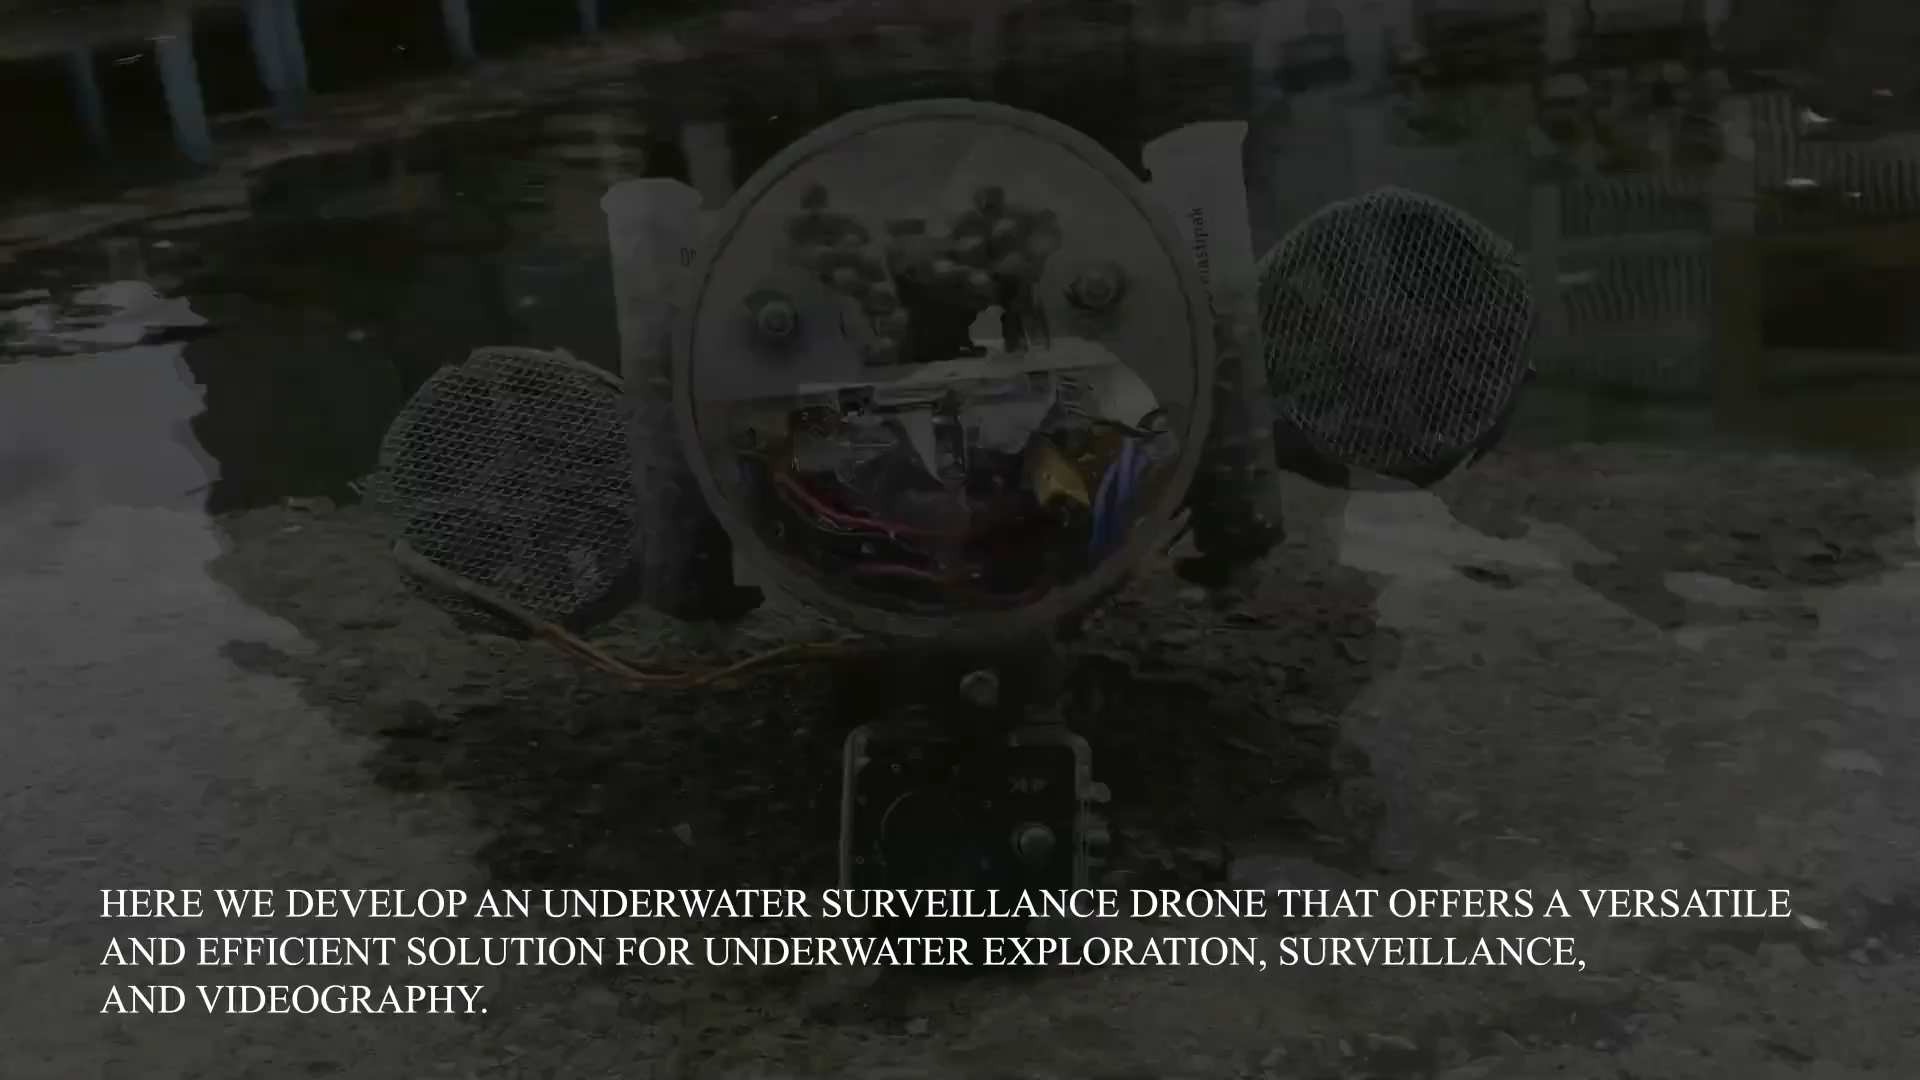 HERE WE DEVELOP AN UNDERWATER SURVEILLANCE DRONE THAT OFFERS A VERSATILE
AND EFFICIENT SOLUTION FOR UNDERWATER EXPLORATION, SURVEILLANCE,
AND VIDEOGRAPHY.
4K